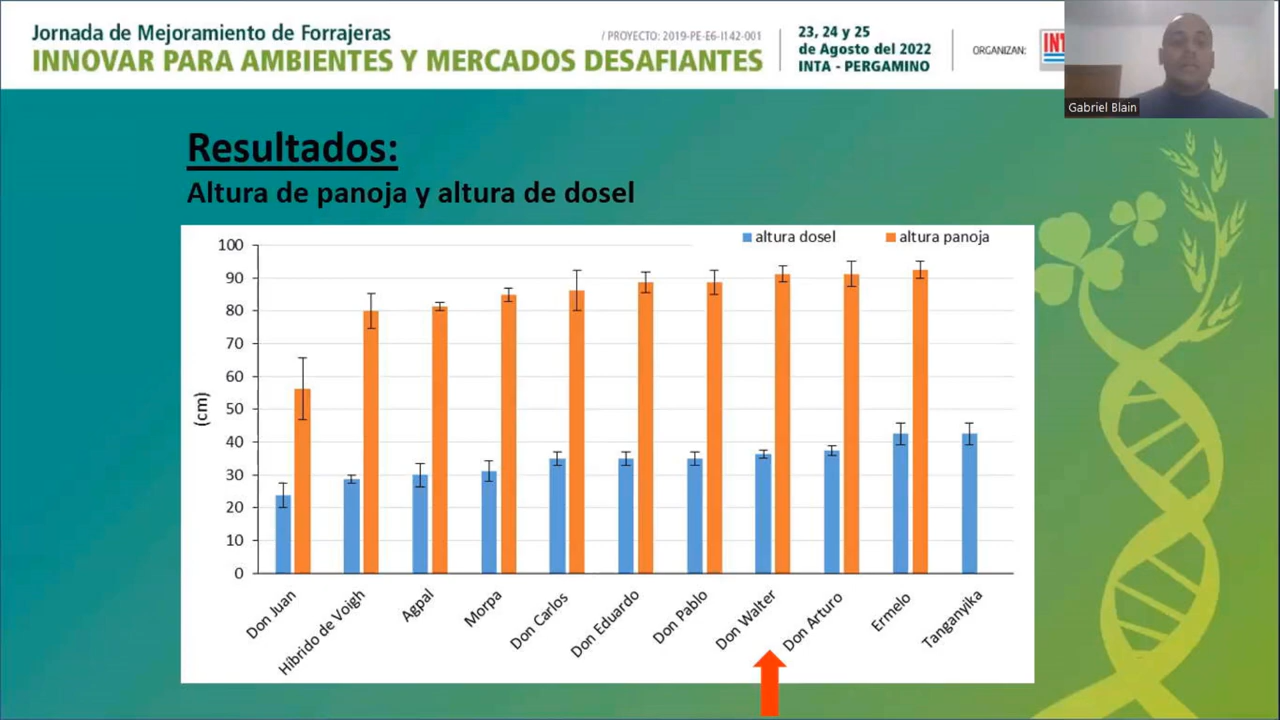 Jornada de Mejoramiento de Forrajeras
/ PROYECTO: 2019-PE-E6-I142-001
INNOVAR PARA AMBIENTES Y MERCADOS DESAFIANTES
23, 24 y 25
de Agosto del 2022
INTA - PERGAMINO
ORGANIZAN:
Gabriel Blain
Resultados:
Altura de panoja y altura de dosel
altura dosel
altura panoja
100
90
80
70
60
50
40
30
20
10
0
(cm)
Don Juan
Híbrido de Voigh
Agpal
Morpa
Don Carlos
Don Eduardo
Don Pablo
Don Walter
Don Arturo
Ermelo
Tanganyika